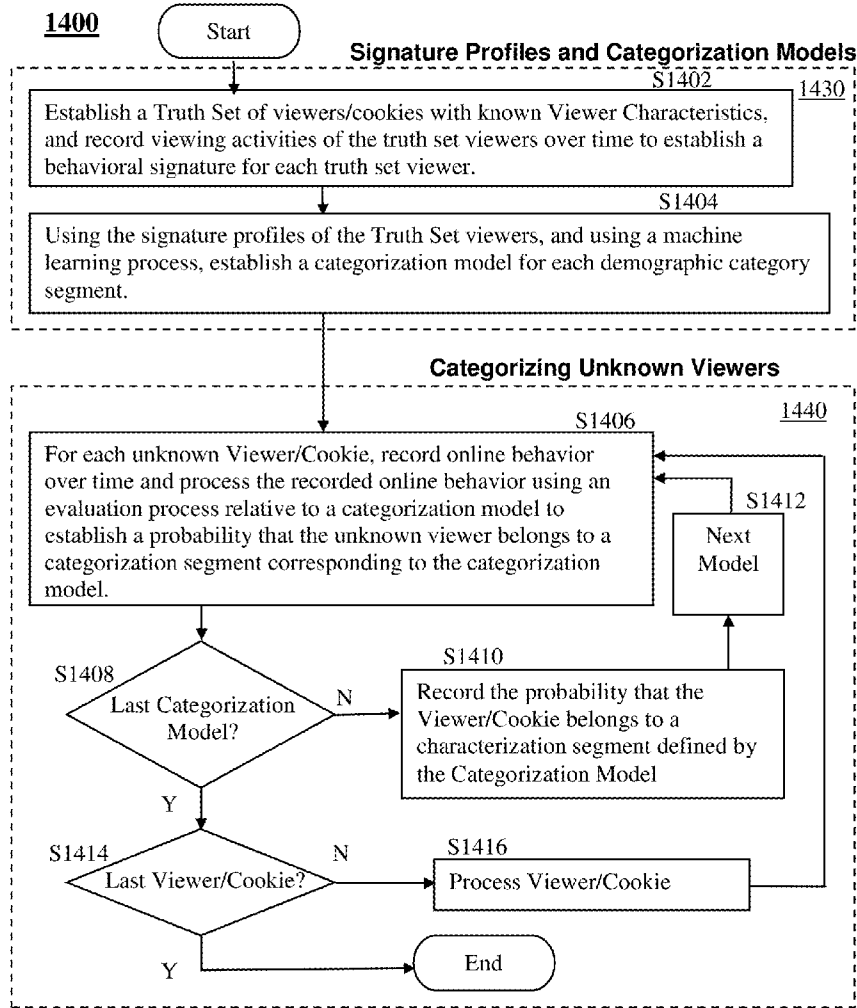 1400
Start
Signature Profiles and Categorization Models
S1402
1430
Establish a Truth Set of viewers/cookies with known Viewer Characteristics,
and record viewing activities of the truth set viewers over time to establish a
behavioral signature for each truth set viewer.
S1404
Using the signature profiles of the Truth Set viewers, and using a machine
learning process, establish a categorization model for each demographic category
segment.
Categorizing Unknown Viewers
1440
S1406
For each unknown Viewer/Cookie, record online behavior
over time and process the recorded online behavior using an
evaluation process relative to a categorization model to
establish a probability that the unknown viewer belongs to a
categorization segment corresponding to the categorization
model.
S1412
Next
Model
S1408
Last Categorization
Model?
N
S1410
Record the probability that the
Viewer/Cookie belongs to a
characterization segment defined by
the Categorization Model
Y
S1414
Last Viewer/Cookie?
N
S1416
Process Viewer/Cookie
Y
End